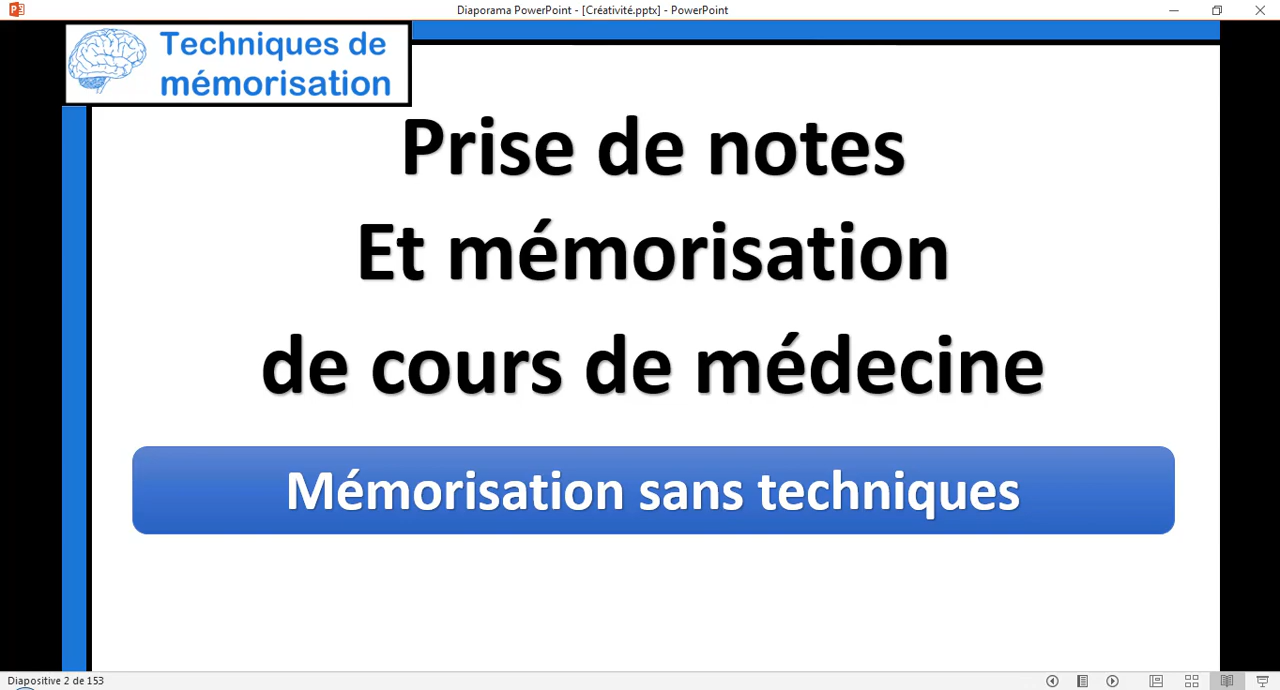 Diaporama PowerPoint - [Créativité.pptx] - PowerPoint
Techniques de
mémorisation
Prise de notes
Et mémorisation
de cours de médecine
Mémorisation sans techniques
Diapositive 2 de 153